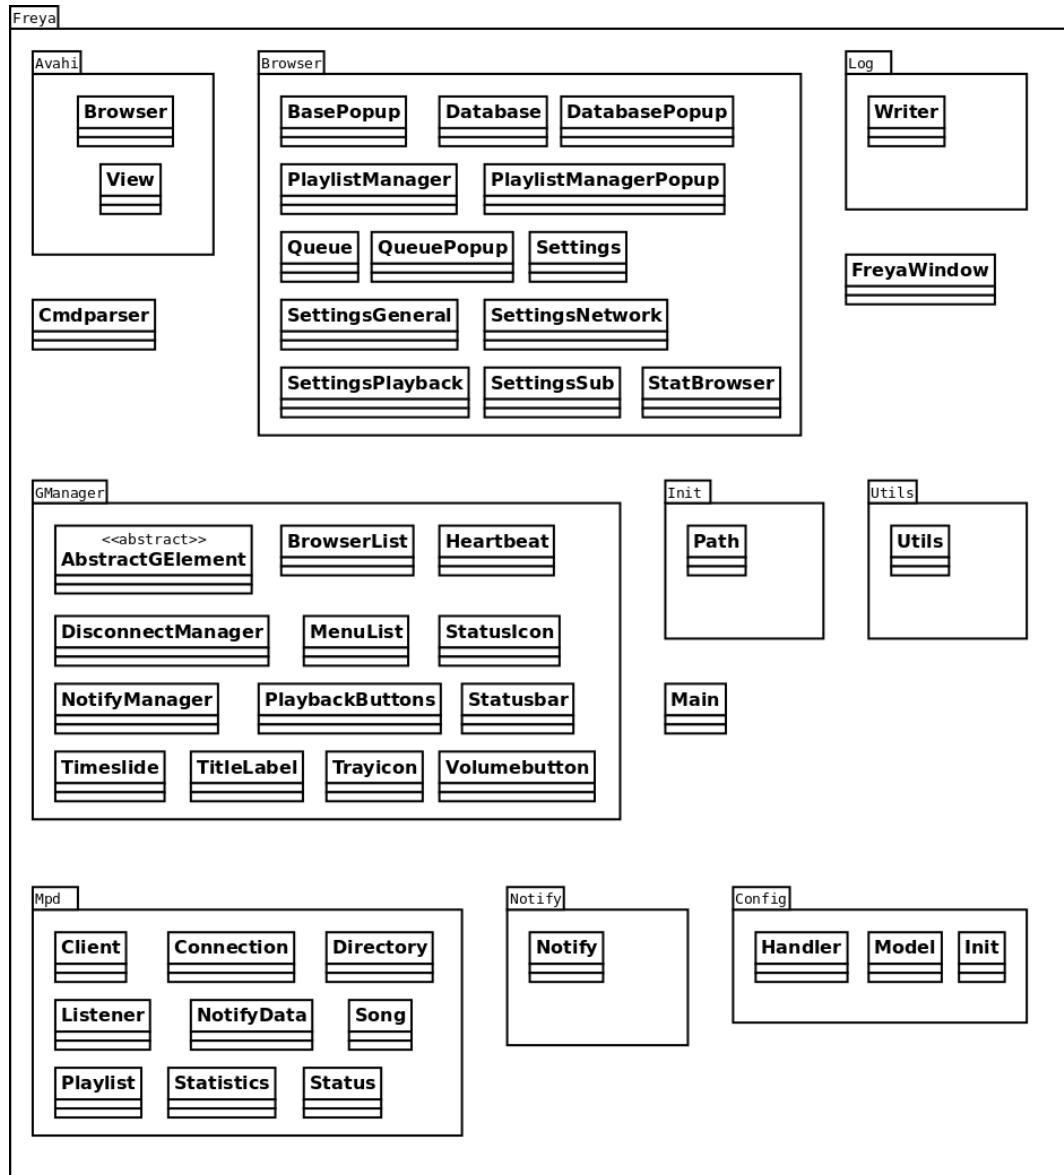 Freya
Avahi
Browser
View
Browser
BasePopup Database DatabasePopup
PlaylistManager PlaylistManagerPopup
Queue QueuePopup Settings
SettingsGeneral SettingsNetwork
SettingsPlayback SettingsSub StatBrowser
Log
Writer
FreyaWindow
Cmdparser
GManager
<<abstract>>
AbstractGElement BrowserList Heartbeat
DisconnectManager MenuList StatusIcon
NotifyManager PlaybackButtons Statusbar
Timeslide TitleLabel Trayicon Volumebutton
Init
Path
Utils
Utils
Main
Mpd
Client Connection Directory
Listener NotifyData Song
Playlist Statistics Status
Notify
Notify
Config
Handler Model Init